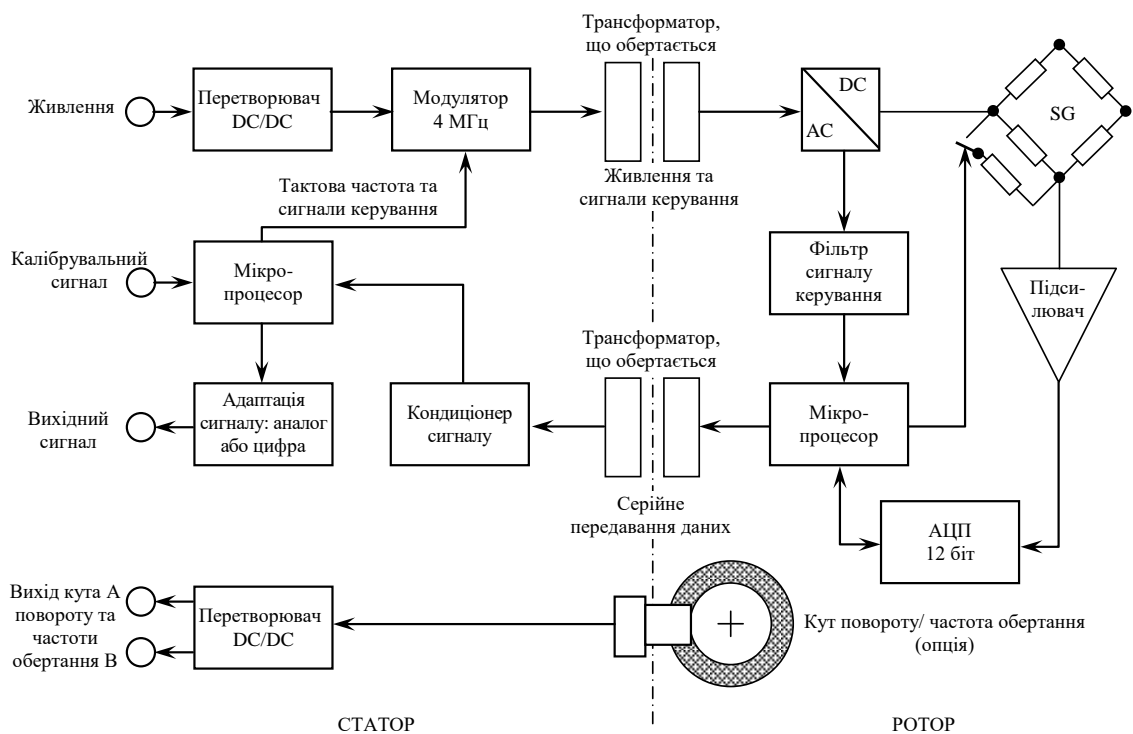 Трансформатор,
що обертається
Живлення
Перетворювач
DC/DC
Модулятор
4 МГц
DC
AC
SG
Тактова частота та
сигнали керування
Живлення та
сигнали керування
Калібрувальний
сигнал
Мікро-
процесор
Фільтр
сигналу
керування
Підси-
лювач
Трансформатор,
що обертається
Вихідний
сигнал
Адаптація
сигналу: аналог
або цифра
Кондиціонер
сигналу
Мікро-
процесор
Серійне
передавання даних
АЦП
12 біт
Вихід кута А
повороту та
частоти
обертання В
Перетворювач
DC/DC
Кут повороту/ частота обертання
(опція)
СТАТОР
РОТОР